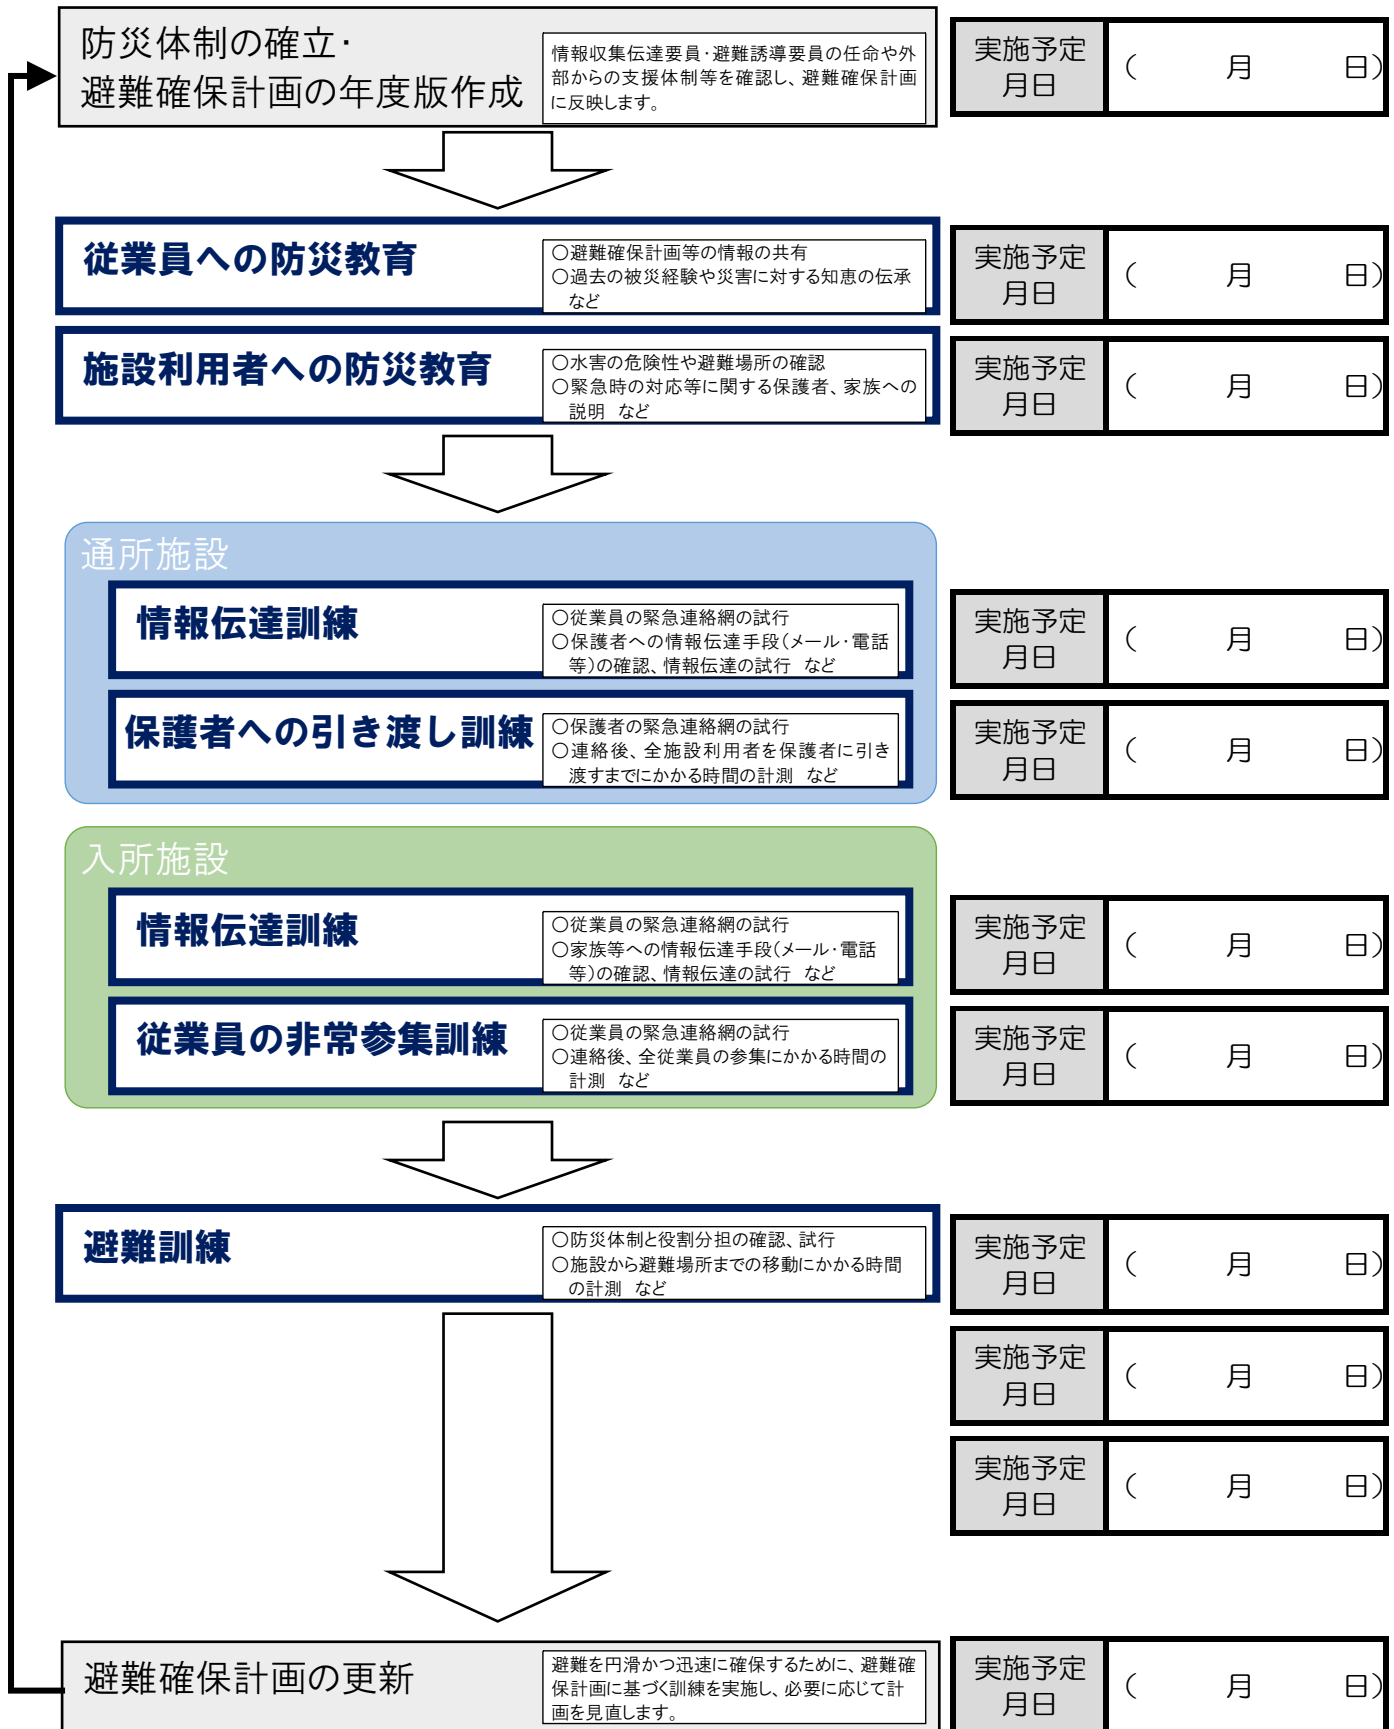 防災体制の確立・
避難確保計画の年度版作成
情報収集伝達要員・避難誘導要員の任命や外
部からの支援体制等を確認し、避難確保計画
に反映します。
実施予定
月日
（　　月　　日）
従業員への防災教育
〇避難確保計画等の情報の共有
〇過去の被災経験や災害に対する知恵の伝承
など
実施予定
月日
（　　月　　日）
施設利用者への防災教育
〇水害の危険性や避難場所の確認
〇緊急時の対応等に関する保護者、家族への
説明　など
実施予定
月日
（　　月　　日）
通所施設
情報伝達訓練
〇従業員の緊急連絡網の試行
〇保護者への情報伝達手段（メール・電話
等）の確認、情報伝達の試行　など
実施予定
月日
（　　月　　日）
保護者への引き渡し訓練
〇保護者の緊急連絡網の試行
〇連絡後、全施設利用者を保護者に引き
渡すまでにかかる時間の計測　など
実施予定
月日
（　　月　　日）
入所施設
情報伝達訓練
〇従業員の緊急連絡網の試行
〇家族等への情報伝達手段（メール・電話
等）の確認、情報伝達の試行　など
実施予定
月日
（　　月　　日）
従業員の非常参集訓練
〇従業員の緊急連絡網の試行
〇連絡後、全従業員の参集にかかる時間の
計測　など
実施予定
月日
（　　月　　日）
避難訓練
〇防災体制と役割分担の確認、試行
〇施設から避難場所までの移動にかかる時間
の計測　など
実施予定
月日
（　　月　　日）
実施予定
月日
（　　月　　日）
実施予定
月日
（　　月　　日）
避難確保計画の更新
避難を円滑かつ迅速に確保するために、避難確
保計画に基づく訓練を実施し、必要に応じて計
画を見直します。
実施予定
月日
（　　月　　日）